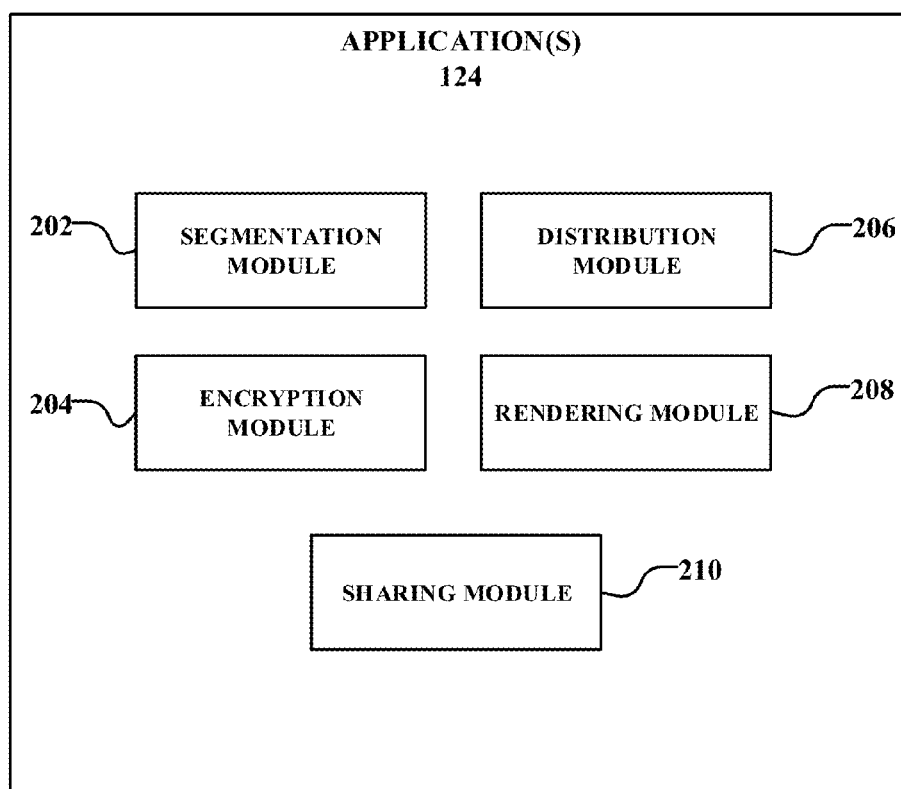 APPLICATION(S)
124
202
SEGMENTATION
MODULE
DISTRIBUTION
MODULE
206
204
ENCRYPTION
MODULE
RENDERING MODULE
208
SHARING MODULE
210